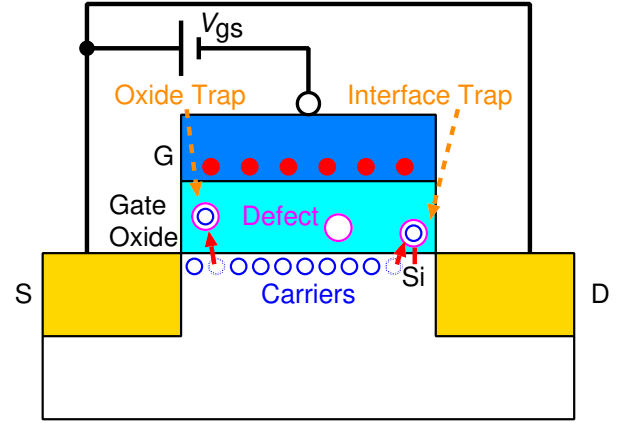 Vgs
Oxide Trap
Interface Trap
G
Gate
Oxide
Defect
Si
S
Carriers
D